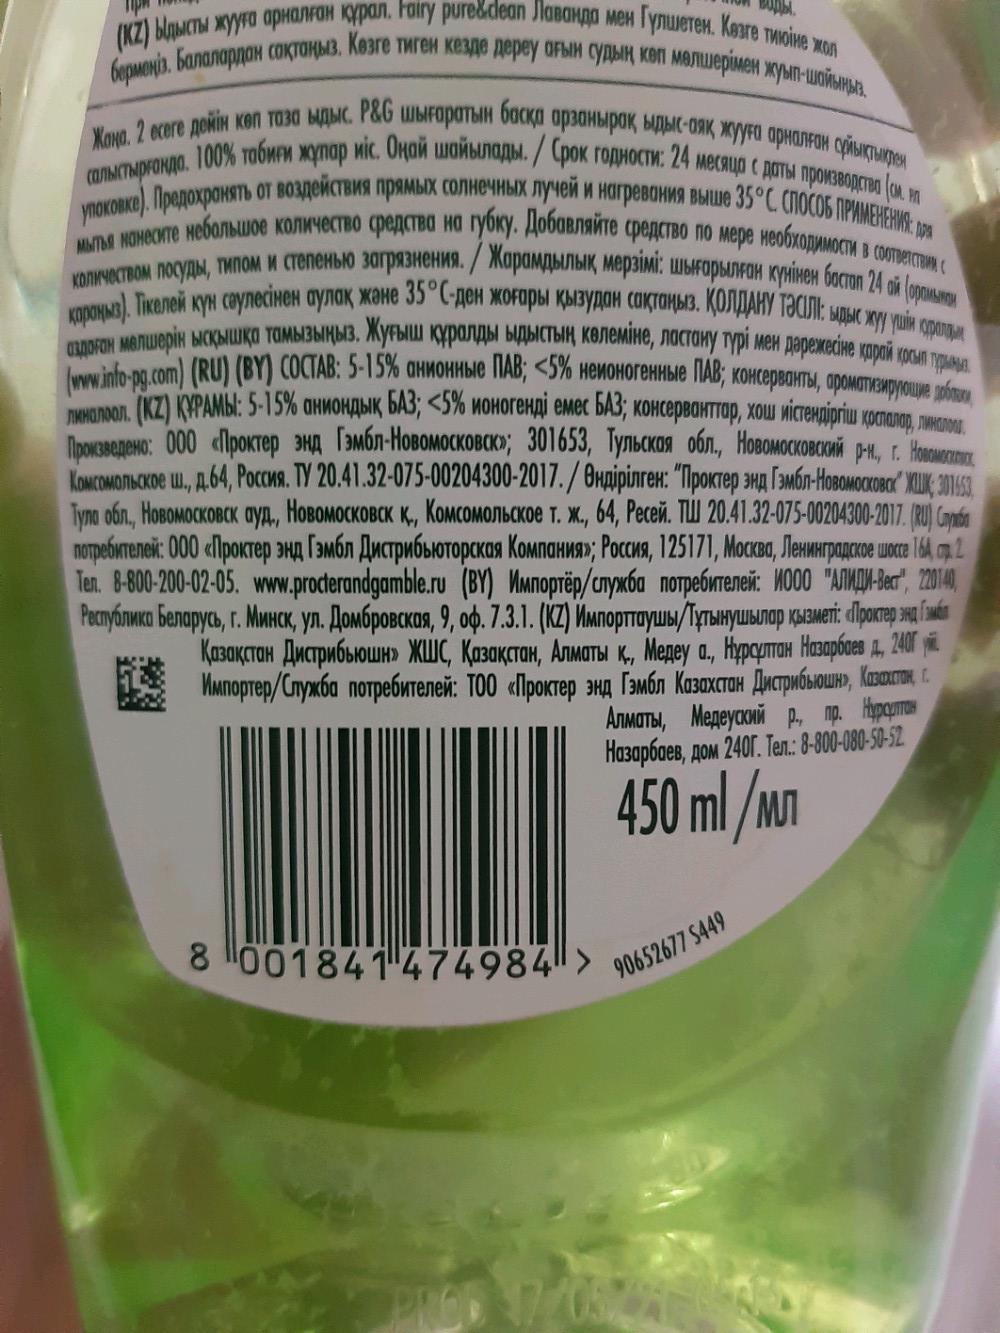 (KZ) Ыдысты жууға арналған құрал. Fairy pure&clean Лаванда мен Гүлшетен. Көзге тиюіне жол
бермеңіз. Балалардан сақтаңыз. Көзге тиген кезде дереу ағын судың көп мөлшерімен жуып-шайыңыз.
Жаңа. 2 есеге дейін көп таза ыдыс. P&G шығаратын басқа арзанырақ ыдыс-аяқ жууға арналған сұйықтықпен
салыстырғанда. 100% табиғи жұпар иіс. Оңай шайылады. / Срок годности: 24 месяца с даты производства (см. на
упаковке). Предохранять от воздействия прямых солнечных лучей и нагревания выше 35°С. СПОСОБ ПРИМЕНЕНИЯ: для
мытья нанесите небольшое количество средства на губку. Добавляйте средство по мере необходимости в соответствии с
количеством посуды, типом и степенью загрязнения. / Жарамдылық мерзімі: шығарылған күнінен бастап 24 ай (орамынан
қараңыз). Тікелей күн сәулесінен аулақ және 35°С-ден жоғары қызудан сақтаңыз. ҚОЛДАНУ ТӘСІЛІ: ыдыс жуу үшін құралдың
аздаған мөлшерін ысқышқа тамызыңыз. Жуғыш құралды ыдыстың көлеміне, ластану түрі мен дәрежесіне қарай қосып тұрыңыз.
(www.info-pg.com) (RU) (BY) СОСТАВ: 5-15% анионные ПАВ; <5% неионогенные ПАВ; консерванты, ароматизирующие добавки,
линалоол. (KZ) ҚҰРАМЫ: 5-15% аниондық БАЗ; <5% ионогенді емес БАЗ; консерванттар, хош иістендіргіш қоспалар, линалоол.
Произведено: ООО «Проктер энд Гэмбл-Новомосковск»; 301653, Тульская обл., Новомосковский р-н., г. Новомосковск,
Комсомольское ш., д.64, Россия. ТУ 20.41.32-075-00204300-2017. / Өндірілген: "Проктер энд Гэмбл-Новомосковск" ЖШҚ; 301653,
Тула обл., Новомосковск ауд., Новомосковск қ., Комсомольское т. ж., 64, Ресей. ТШ 20.41.32-075-00204300-2017. (RU) Служба
потребителей: ООО «Проктер энд Гэмбл Дистрибьюторская Компания»; Россия, 125171, Москва, Ленинградское шоссе 16А, стр. 2.
Тел. 8-800-200-02-05. www.procterandgamble.ru (BY) Импортёр/служба потребителей: ИООО "АЛИДИ-Вест", 220140,
Республика Беларусь, г. Минск, ул. Домбровская, 9, оф. 7.3.1. (KZ) Импорттаушы/Тұтынушылар қызметі: «Проктер энд Гэмбл
Қазақстан Дистрибьюшн» ЖШС, Қазақстан, Алматы қ., Медеу а., Нұрсұлтан Назарбаев д., 240Г үй.
Импортер/Служба потребителей: ТОО «Проктер энд Гэмбл Казахстан Дистрибьюшн», Казахстан, г.
Алматы, Медеуский р., пр. Нұрсұлтан
Назарбаев, дом 240Г. Тел.: 8-800-080-50-52.
450 ml /мл
8 001841 474984 >
90652677 S449
PROD 17/05/21